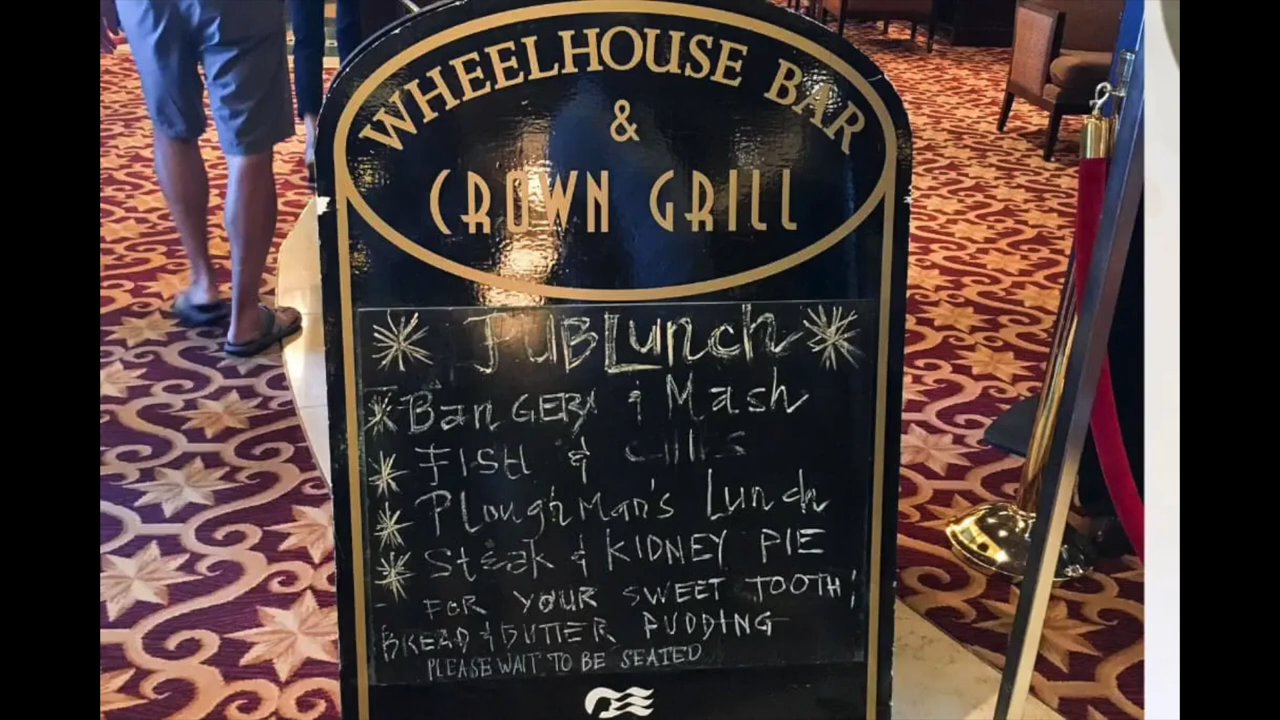 WHEELHOUSE BAR
&
CROWN GRILL
PUB Lunch
BanGERS & Mash
FISH &
PLoughMan's Lunch
Steak & KIDNEY PIE
FOR YOUR SWEET TOOTH!
BREAD & BUTTER PUDDING
PLEASE WAIT TO BE SEATED